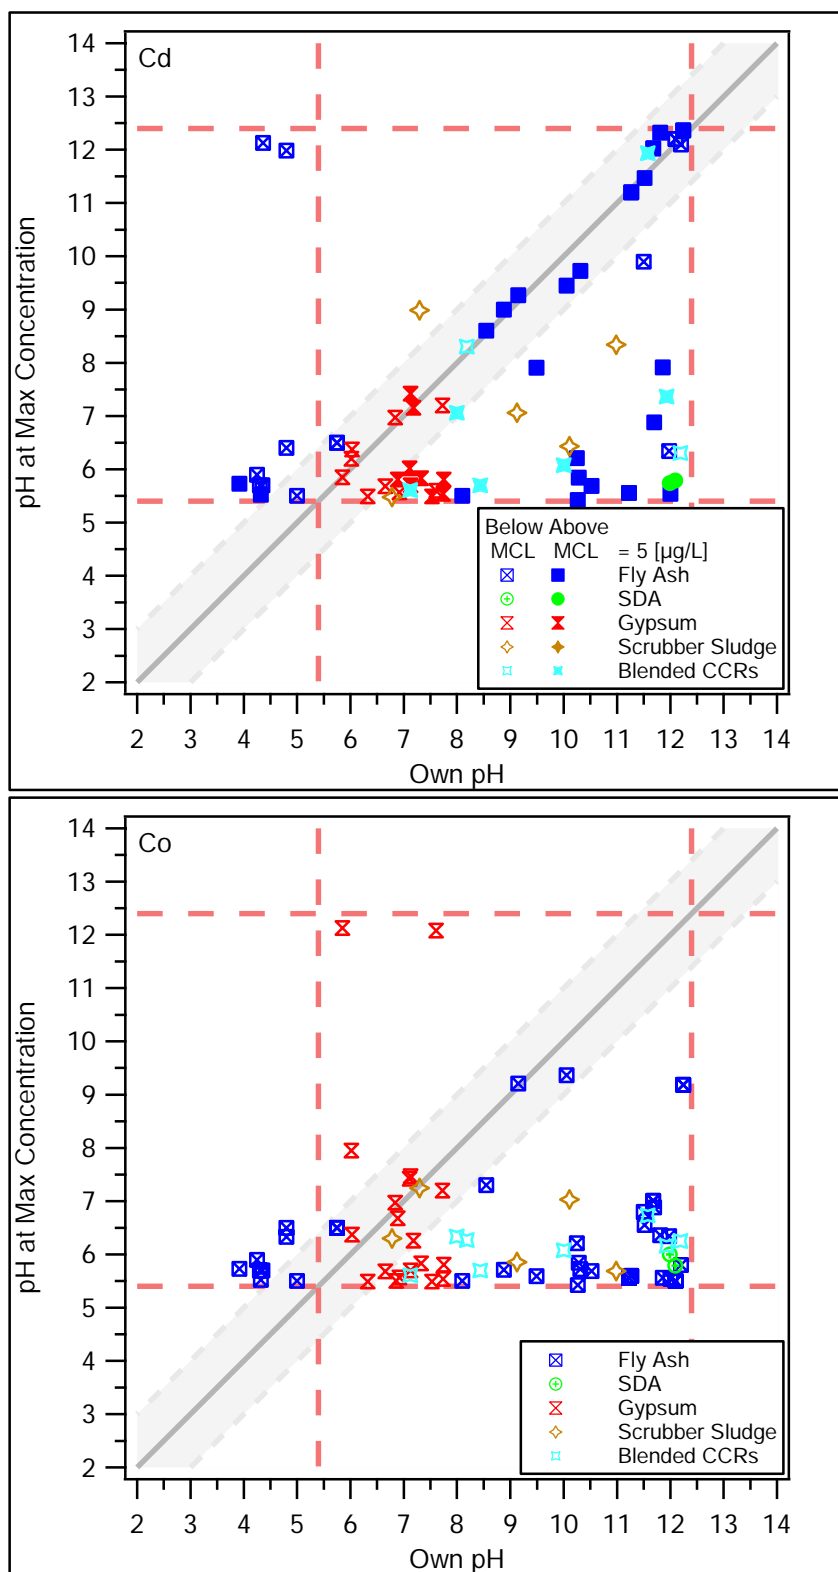 Cd
14
13
12
11
10
9
8
7
6
5
4
3
2
pH at Max Concentration
Below Above
MCL MCL = 5 [µg/L]
Fly Ash
SDA
Gypsum
Scrubber Sludge
Blended CCRs
2 3 4 5 6 7 8 9 10 11 12 13 14
Own pH
Co
14
13
12
11
10
9
8
7
6
5
4
3
2
pH at Max Concentration
Fly Ash
SDA
Gypsum
Scrubber Sludge
Blended CCRs
2 3 4 5 6 7 8 9 10 11 12 13 14
Own pH